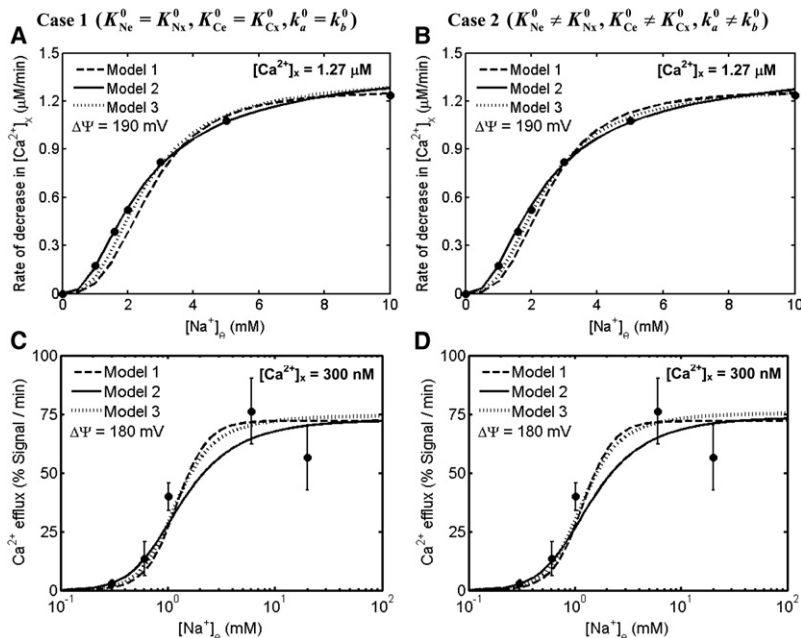 Case 1 (K⁰Ne = K⁰Nx, K⁰Ce = K⁰Cx, k⁰a = k⁰b)
Case 2 (K⁰Ne ≠ K⁰Nx, K⁰Ce ≠ K⁰Cx, k⁰a ≠ k⁰b)
A
Rate of decrease in [Ca²⁺]x (μM/min)
1.5
1.2
0.9
0.6
0.3
0
Model 1
Model 2
Model 3
ΔΨ = 190 mV
[Ca²⁺]x = 1.27 μM
0 2 4 6 8 10
[Na⁺]e (mM)
B
Rate of decrease in [Ca²⁺]x (μM/min)
1.5
1.2
0.9
0.6
0.3
0
Model 1
Model 2
Model 3
ΔΨ = 190 mV
[Ca²⁺]x = 1.27 μM
0 2 4 6 8 10
[Na⁺]e (mM)
C
Ca²⁺ efflux (% Signal / min)
100
75
50
25
0
Model 1
Model 2
Model 3
ΔΨ = 180 mV
[Ca²⁺]x = 300 nM
10⁻¹ 10⁰ 10¹ 10²
[Na⁺]e (mM)
D
Ca²⁺ efflux (% Signal / min)
100
75
50
25
0
Model 1
Model 2
Model 3
ΔΨ = 180 mV
[Ca²⁺]x = 300 nM
10⁻¹ 10⁰ 10¹ 10²
[Na⁺]e (mM)